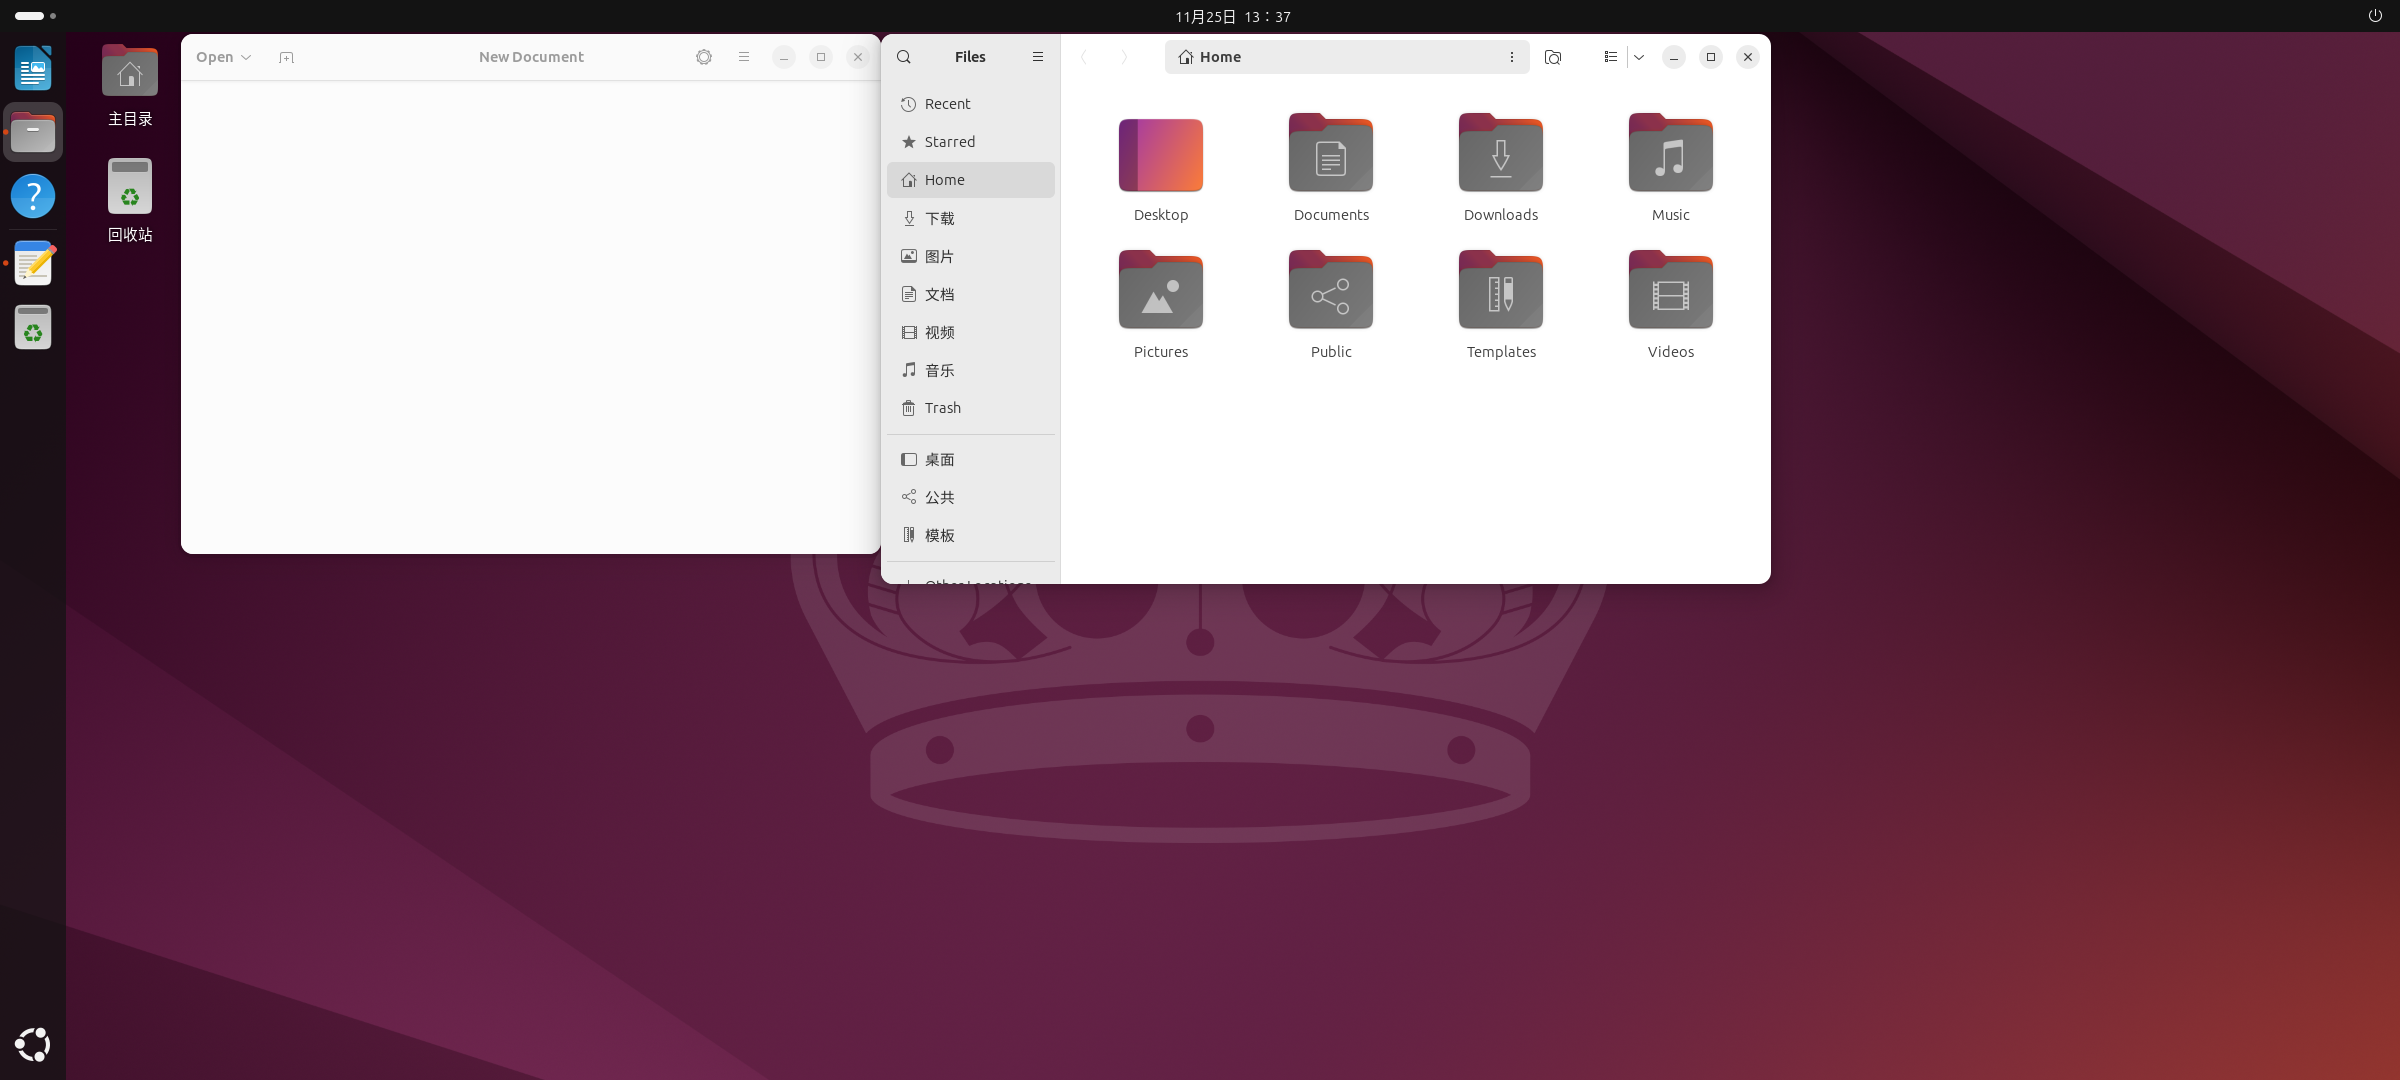 11月25日 13：37
主目录
回收站
Open
New Document
Files
Home
Recent
Starred
Home
下载
图片
文档
视频
音乐
Trash
桌面
公共
模板
Other Locations
Desktop
Documents
Downloads
Music
Pictures
Public
Templates
Videos